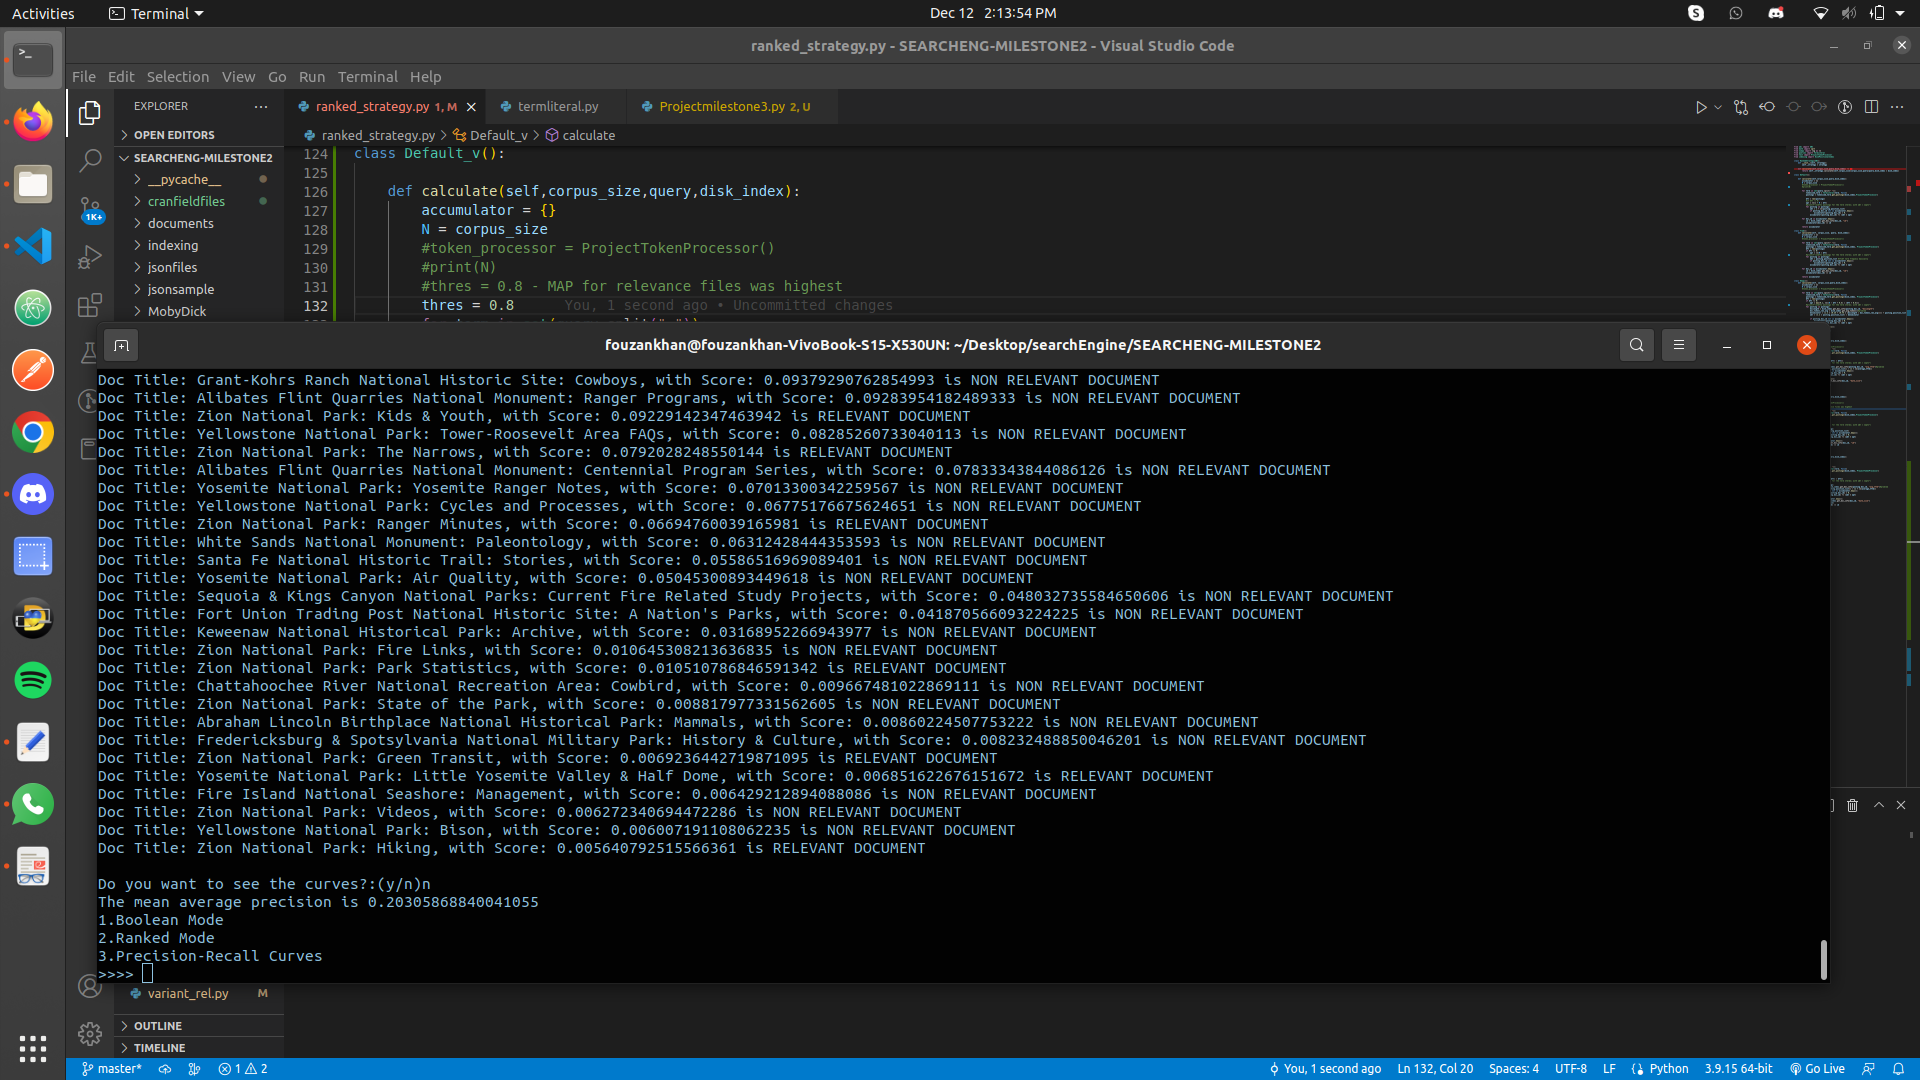 Activities
Terminal
Dec 12 2:13:54 PM
ranked_strategy.py - SEARCHENG-MILESTONE2 - Visual Studio Code
File Edit Selection View Go Run Terminal Help
EXPLORER
ranked_strategy.py 1, M
termliteral.py
Projectmilestone3.py 2, U
OPEN EDITORS
ranked_strategy.py > Default_v > calculate
SEARCHENG-MILESTONE2
__pycache__
cranfieldfiles
documents
indexing
jsonfiles
jsonsample
MobyDick
1K+
124 class Default_v():
125
126 def calculate(self,corpus_size,query,disk_index):
127 accumulator = {}
128 N = corpus_size
129 #token_processor = ProjectTokenProcessor()
130 #print(N)
131 #thres = 0.8 - MAP for relevance files was highest
132 thres = 0.8 You, 1 second ago • Uncommitted changes
fouzankhan@fouzankhan-VivoBook-S15-X530UN: ~/Desktop/searchEngine/SEARCHENG-MILESTONE2
Doc Title: Grant-Kohrs Ranch National Historic Site: Cowboys, with Score: 0.09379290762854993 is NON RELEVANT DOCUMENT
Doc Title: Alibates Flint Quarries National Monument: Ranger Programs, with Score: 0.09283954182489333 is NON RELEVANT DOCUMENT
Doc Title: Zion National Park: Kids & Youth, with Score: 0.09229142347463942 is RELEVANT DOCUMENT
Doc Title: Yellowstone National Park: Tower-Roosevelt Area FAQs, with Score: 0.08285260733040113 is NON RELEVANT DOCUMENT
Doc Title: Zion National Park: The Narrows, with Score: 0.0792028248550144 is RELEVANT DOCUMENT
Doc Title: Alibates Flint Quarries National Monument: Centennial Program Series, with Score: 0.07833343844086126 is NON RELEVANT DOCUMENT
Doc Title: Yosemite National Park: Yosemite Ranger Notes, with Score: 0.07013300342259567 is NON RELEVANT DOCUMENT
Doc Title: Yellowstone National Park: Cycles and Processes, with Score: 0.06775176675624651 is NON RELEVANT DOCUMENT
Doc Title: Zion National Park: Ranger Minutes, with Score: 0.06694760039165981 is RELEVANT DOCUMENT
Doc Title: White Sands National Monument: Paleontology, with Score: 0.06312428444353593 is NON RELEVANT DOCUMENT
Doc Title: Santa Fe National Historic Trail: Stories, with Score: 0.05586516969089401 is NON RELEVANT DOCUMENT
Doc Title: Yosemite National Park: Air Quality, with Score: 0.05045300893449618 is NON RELEVANT DOCUMENT
Doc Title: Sequoia & Kings Canyon National Parks: Current Fire Related Study Projects, with Score: 0.048032735584650606 is NON RELEVANT DOCUMENT
Doc Title: Fort Union Trading Post National Historic Site: A Nation's Parks, with Score: 0.041870566093224225 is NON RELEVANT DOCUMENT
Doc Title: Keweenaw National Historical Park: Archive, with Score: 0.03168952266943977 is NON RELEVANT DOCUMENT
Doc Title: Zion National Park: Fire Links, with Score: 0.010645308213636835 is NON RELEVANT DOCUMENT
Doc Title: Zion National Park: Park Statistics, with Score: 0.010510786846591342 is RELEVANT DOCUMENT
Doc Title: Chattahoochee River National Recreation Area: Cowbird, with Score: 0.009667481022869111 is NON RELEVANT DOCUMENT
Doc Title: Zion National Park: State of the Park, with Score: 0.008817977331562605 is NON RELEVANT DOCUMENT
Doc Title: Abraham Lincoln Birthplace National Historical Park: Mammals, with Score: 0.00860224507753222 is NON RELEVANT DOCUMENT
Doc Title: Fredericksburg & Spotsylvania National Military Park: History & Culture, with Score: 0.008232488850046201 is NON RELEVANT DOCUMENT
Doc Title: Zion National Park: Green Transit, with Score: 0.0069236442719871095 is RELEVANT DOCUMENT
Doc Title: Yosemite National Park: Little Yosemite Valley & Half Dome, with Score: 0.006851622676151672 is RELEVANT DOCUMENT
Doc Title: Fire Island National Seashore: Management, with Score: 0.006429212894088086 is NON RELEVANT DOCUMENT
Doc Title: Zion National Park: Videos, with Score: 0.006272340694472286 is NON RELEVANT DOCUMENT
Doc Title: Yellowstone National Park: Bison, with Score: 0.006007191108062235 is NON RELEVANT DOCUMENT
Doc Title: Zion National Park: Hiking, with Score: 0.005640792515566361 is RELEVANT DOCUMENT
Do you want to see the curves?:(y/n)n
The mean average precision is 0.20305868840041055
1.Boolean Mode
2.Ranked Mode
3.Precision-Recall Curves
>>>>
variant_rel.py M
OUTLINE
TIMELINE
master* 1 2 You, 1 second ago Ln 132, Col 20 Spaces: 4 UTF-8 LF Python 3.9.15 64-bit Go Live